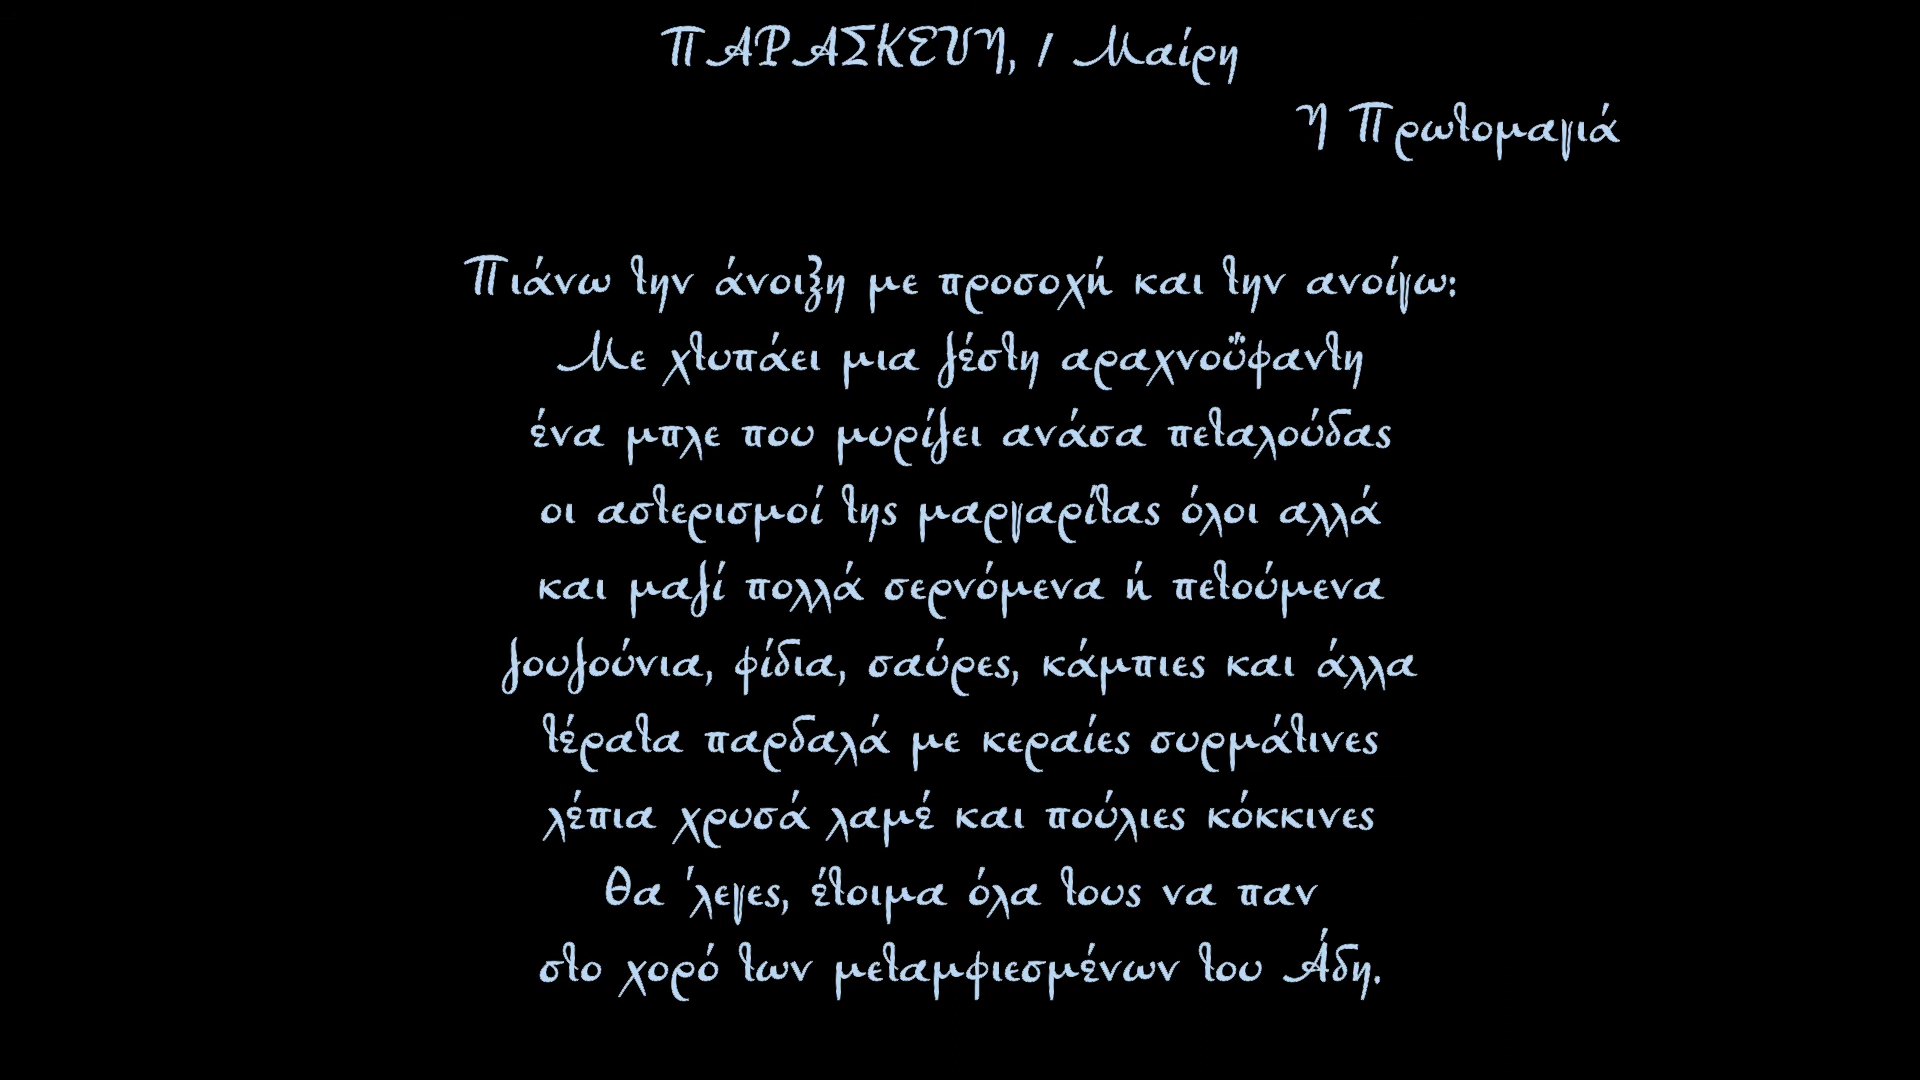 ΠΑΡΑΣΚΕΥΗ, 1 Μαίρη
Η Πρωτομαγιά
Πιάνω την άνοιξη με προσοχή και την ανοίγω:
Με χτυπάει μια ζέστη αραχνοΰφαντη
ένα μπλε που μυρίζει ανάσα πεταλούδας
οι αστερισμοί της μαργαρίτας όλοι αλλά
και μαζί πολλά σερνόμενα ή πετούμενα
ζουζούνια, φίδια, σαύρες, κάμπιες και άλλα
τέρατα παρδαλά με κεραίες συρμάτινες
λέπια χρυσά λαμέ και πούλιες κόκκινες
Θα 'λεγες, έτοιμα όλα τους να παν
στο χορό των μεταμφιεσμένων του Άδη.